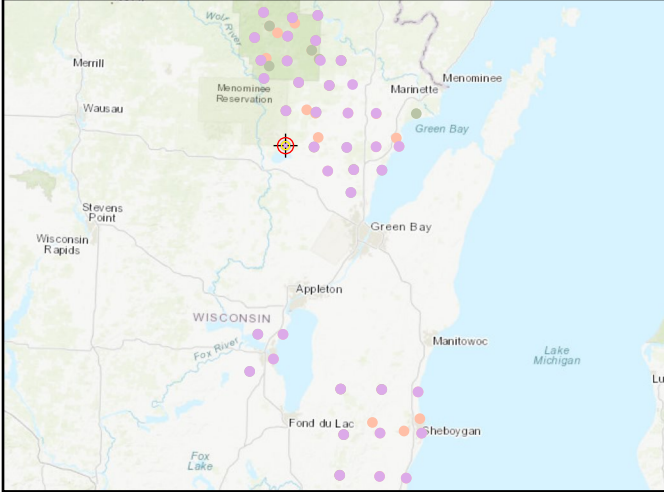 Wolf
River
Merrill
Menominee
Menominee
Reservation
Marinette
Wausau
Green Bay
Stevens
Point
Green Bay
Wisconsin
Rapids
Appleton
WISCONSIN
Manitowoc
Fox River
Lake
Michigan
Lu
Fond du Lac
Sheboygan
Fox
Lake